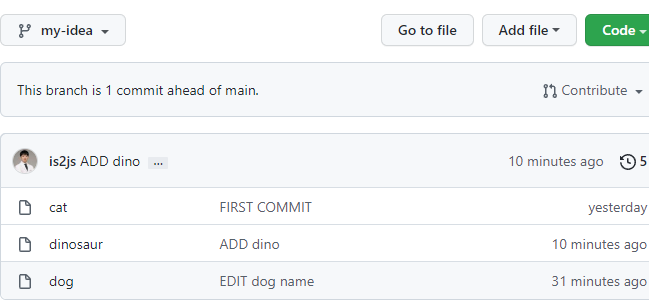 my-idea Go to file Add file Code
This branch is 1 commit ahead of main. Contribute
is2js ADD dino ... 10 minutes ago 5
cat FIRST COMMIT yesterday
dinosaur ADD dino 10 minutes ago
dog EDIT dog name 31 minutes ago